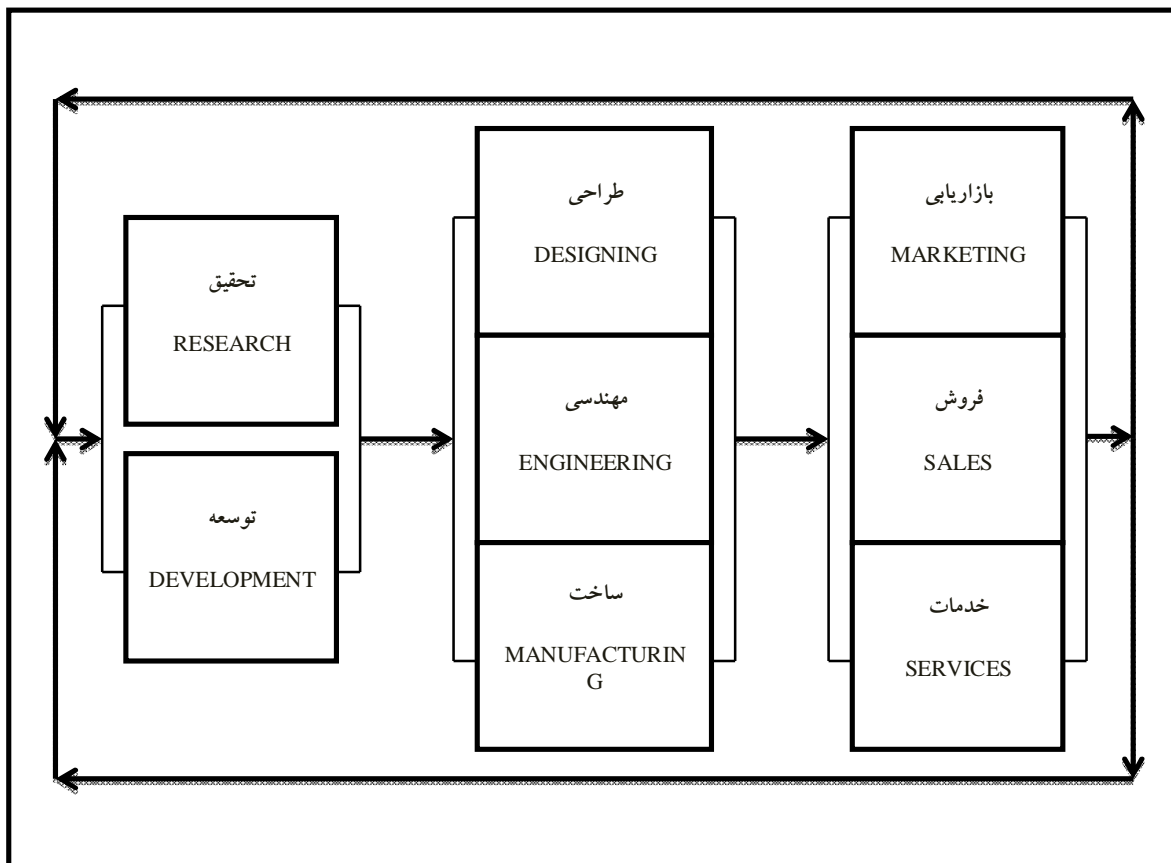 تحقیق
RESEARCH
توسعه
DEVELOPMENT
طراحی
DESIGNING
مهندسی
ENGINEERING
ساخت
MANUFACTURIN
G
بازاریابی
MARKETING
فروش
SALES
خدمات
SERVICES